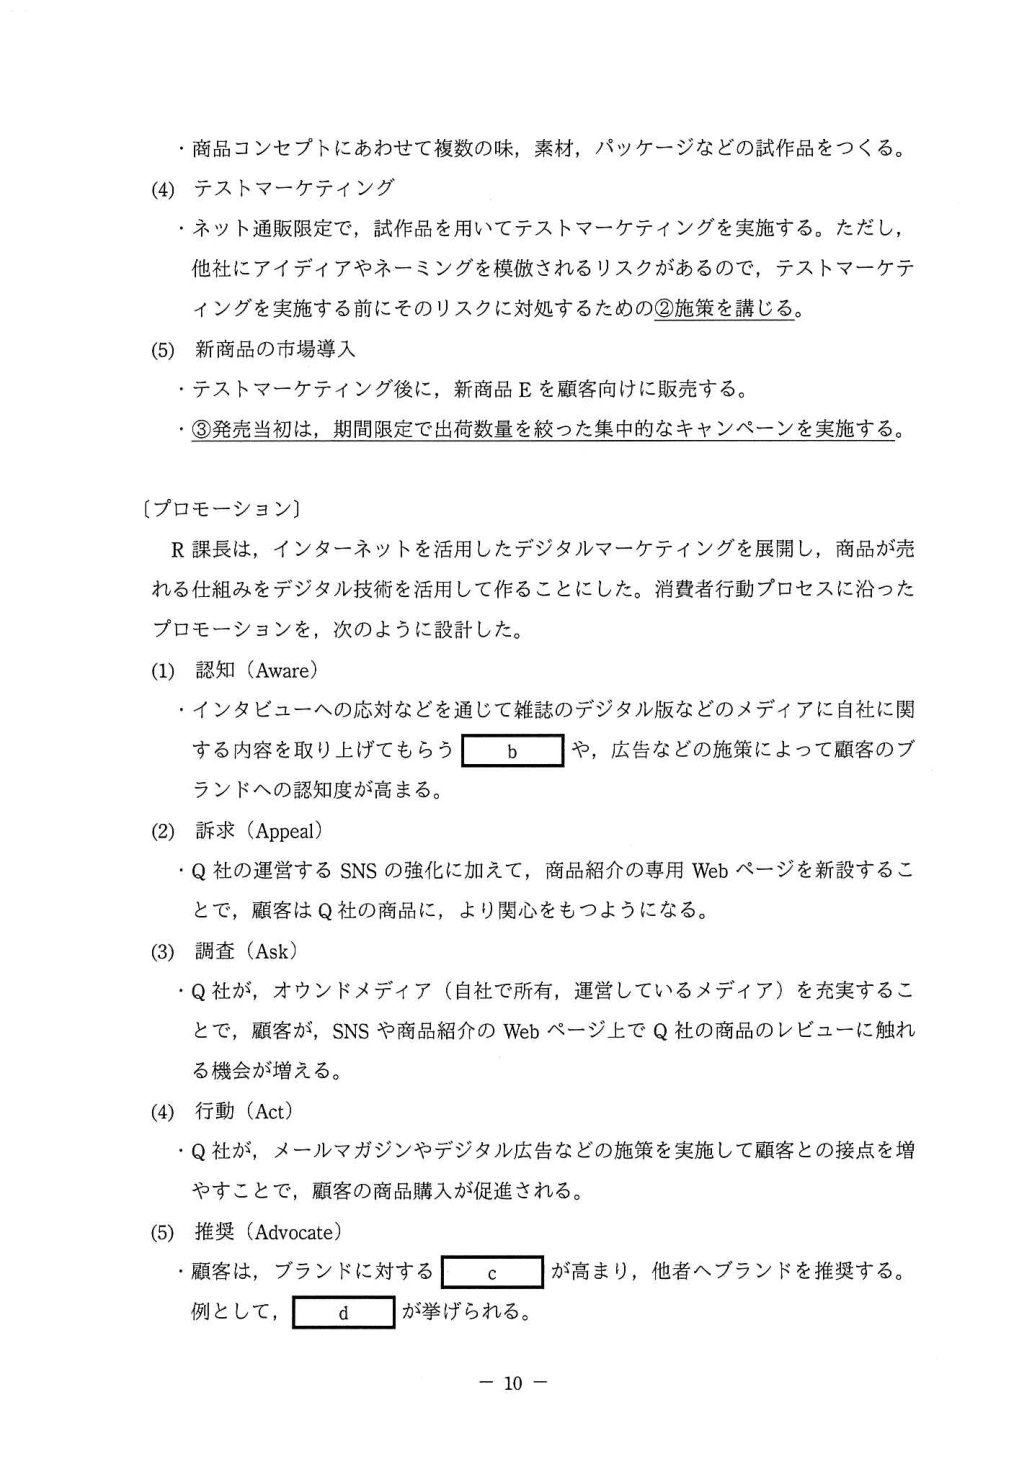 ・商品コンセプトにあわせて複数の味，素材，パッケージなどの試作品をつくる。
(4) テストマーケティング
・ネット通販限定で，試作品を用いてテストマーケティングを実施する。ただし，
他社にアイディアやネーミングを模倣されるリスクがあるので，テストマーケテ
ィングを実施する前にそのリスクに対処するための②施策を講じる。
(5) 新商品の市場導入
・テストマーケティング後に，新商品 E を顧客向けに販売する。
・③発売当初は，期間限定で出荷数量を絞った集中的なキャンペーンを実施する。
〔プロモーション〕
R 課長は，インターネットを活用したデジタルマーケティングを展開し，商品が売
れる仕組みをデジタル技術を活用して作ることにした。消費者行動プロセスに沿った
プロモーションを，次のように設計した。
(1) 認知（Aware）
・インタビューへの応対などを通じて雑誌のデジタル版などのメディアに自社に関
する内容を取り上げてもらう b や，広告などの施策によって顧客のブ
ランドへの認知度が高まる。
(2) 訴求（Appeal）
・Q 社の運営する SNS の強化に加えて，商品紹介の専用 Web ページを新設するこ
とで，顧客は Q 社の商品に，より関心をもつようになる。
(3) 調査（Ask）
・Q 社が，オウンドメディア（自社で所有，運営しているメディア）を充実するこ
とで，顧客が，SNS や商品紹介の Web ページ上で Q 社の商品のレビューに触れ
る機会が増える。
(4) 行動（Act）
・Q 社が，メールマガジンやデジタル広告などの施策を実施して顧客との接点を増
やすことで，顧客の商品購入が促進される。
(5) 推奨（Advocate）
・顧客は，ブランドに対する c が高まり，他者へブランドを推奨する。
例として， d が挙げられる。
－ 10 －